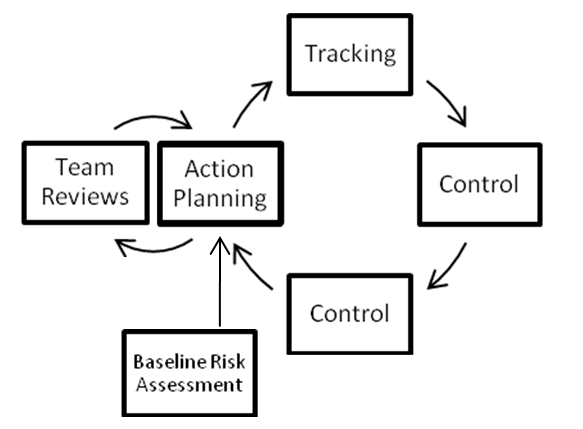 Tracking
Team
Reviews
Action
Planning
Control
Control
Baseline Risk
Assessment